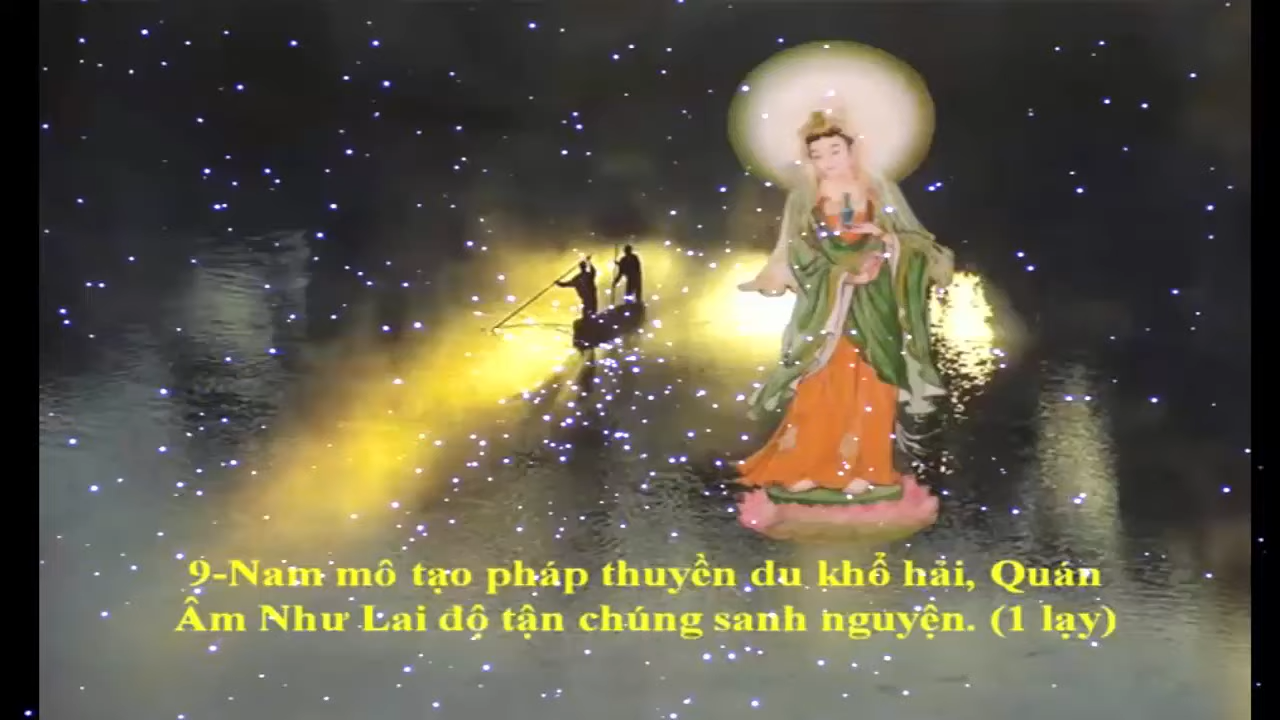 9-Nam mô tạo pháp thuyền du khổ hải, Quán
Âm Như Lai độ tận chúng sanh nguyện. (1 lạy)